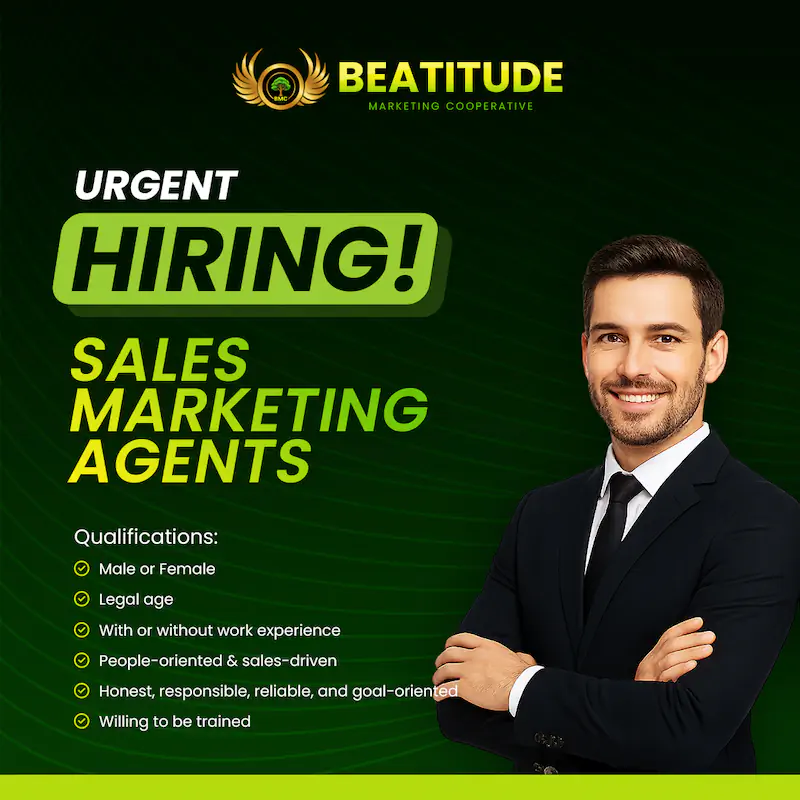 BMC
BEATITUDE
MARKETING COOPERATIVE
URGENT
HIRING!
SALES
MARKETING
AGENTS
Qualifications:
Male or Female
Legal age
With or without work experience
People-oriented & sales-driven
Honest, responsible, reliable, and goal-oriented
Willing to be trained